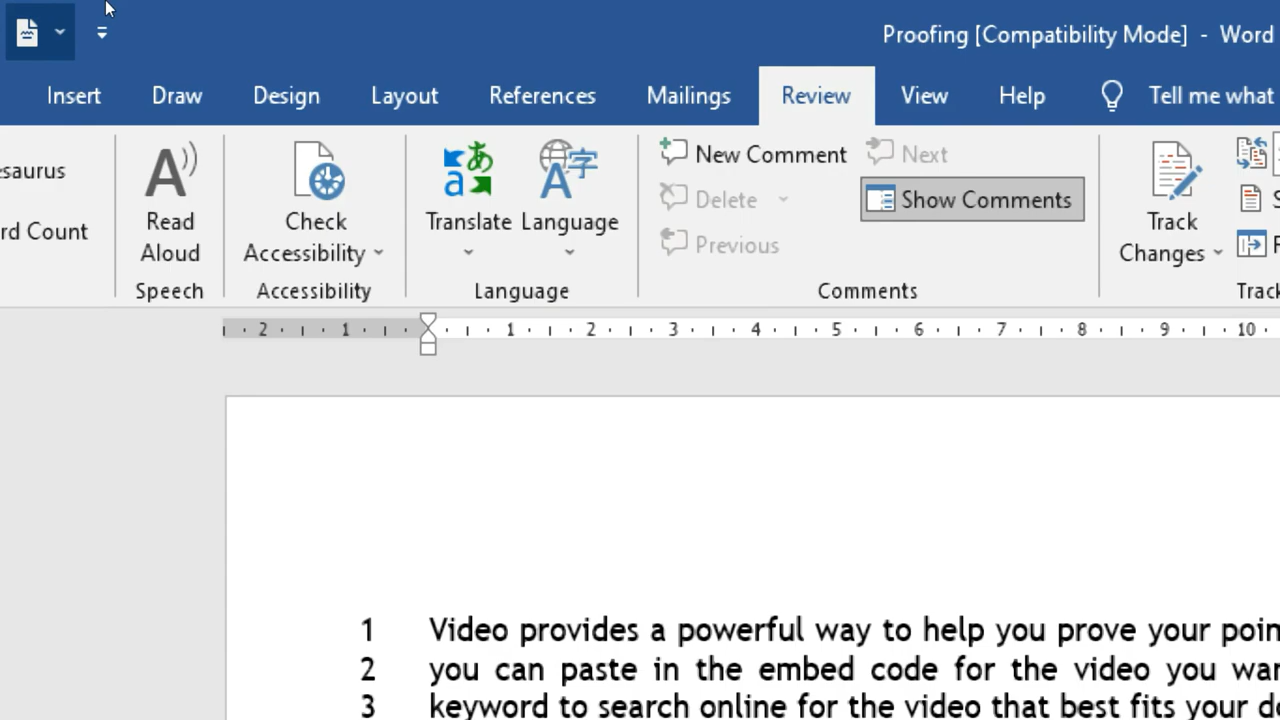 Proofing [Compatibility Mode] - Word
Insert Draw Design Layout References Mailings Review View Help Tell me what
esaurus
rd Count
Read Aloud
Check Accessibility
Translate
Language
New Comment
Delete
Previous
Next
Show Comments
Track Changes
Speech Accessibility Language Comments Track
2 1 1 2 3 4 5 6 7 8 9 10
1 Video provides a powerful way to help you prove your poin
2 you can paste in the embed code for the video you wan
3 keyword to search online for the video that best fits your d